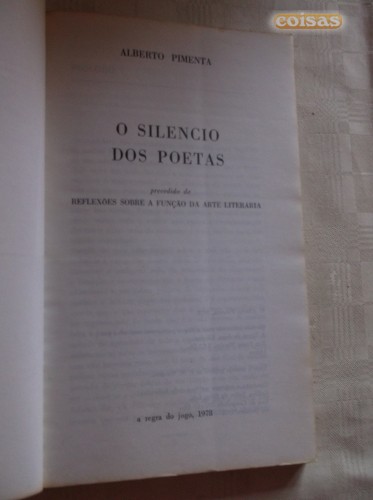 coisas
ALBERTO PIMENTA
O SILENCIO
DOS POETAS
precedido de
REFLEXÕES SOBRE A FUNÇÃO DA ARTE LITERARIA
a regra do jogo, 1978